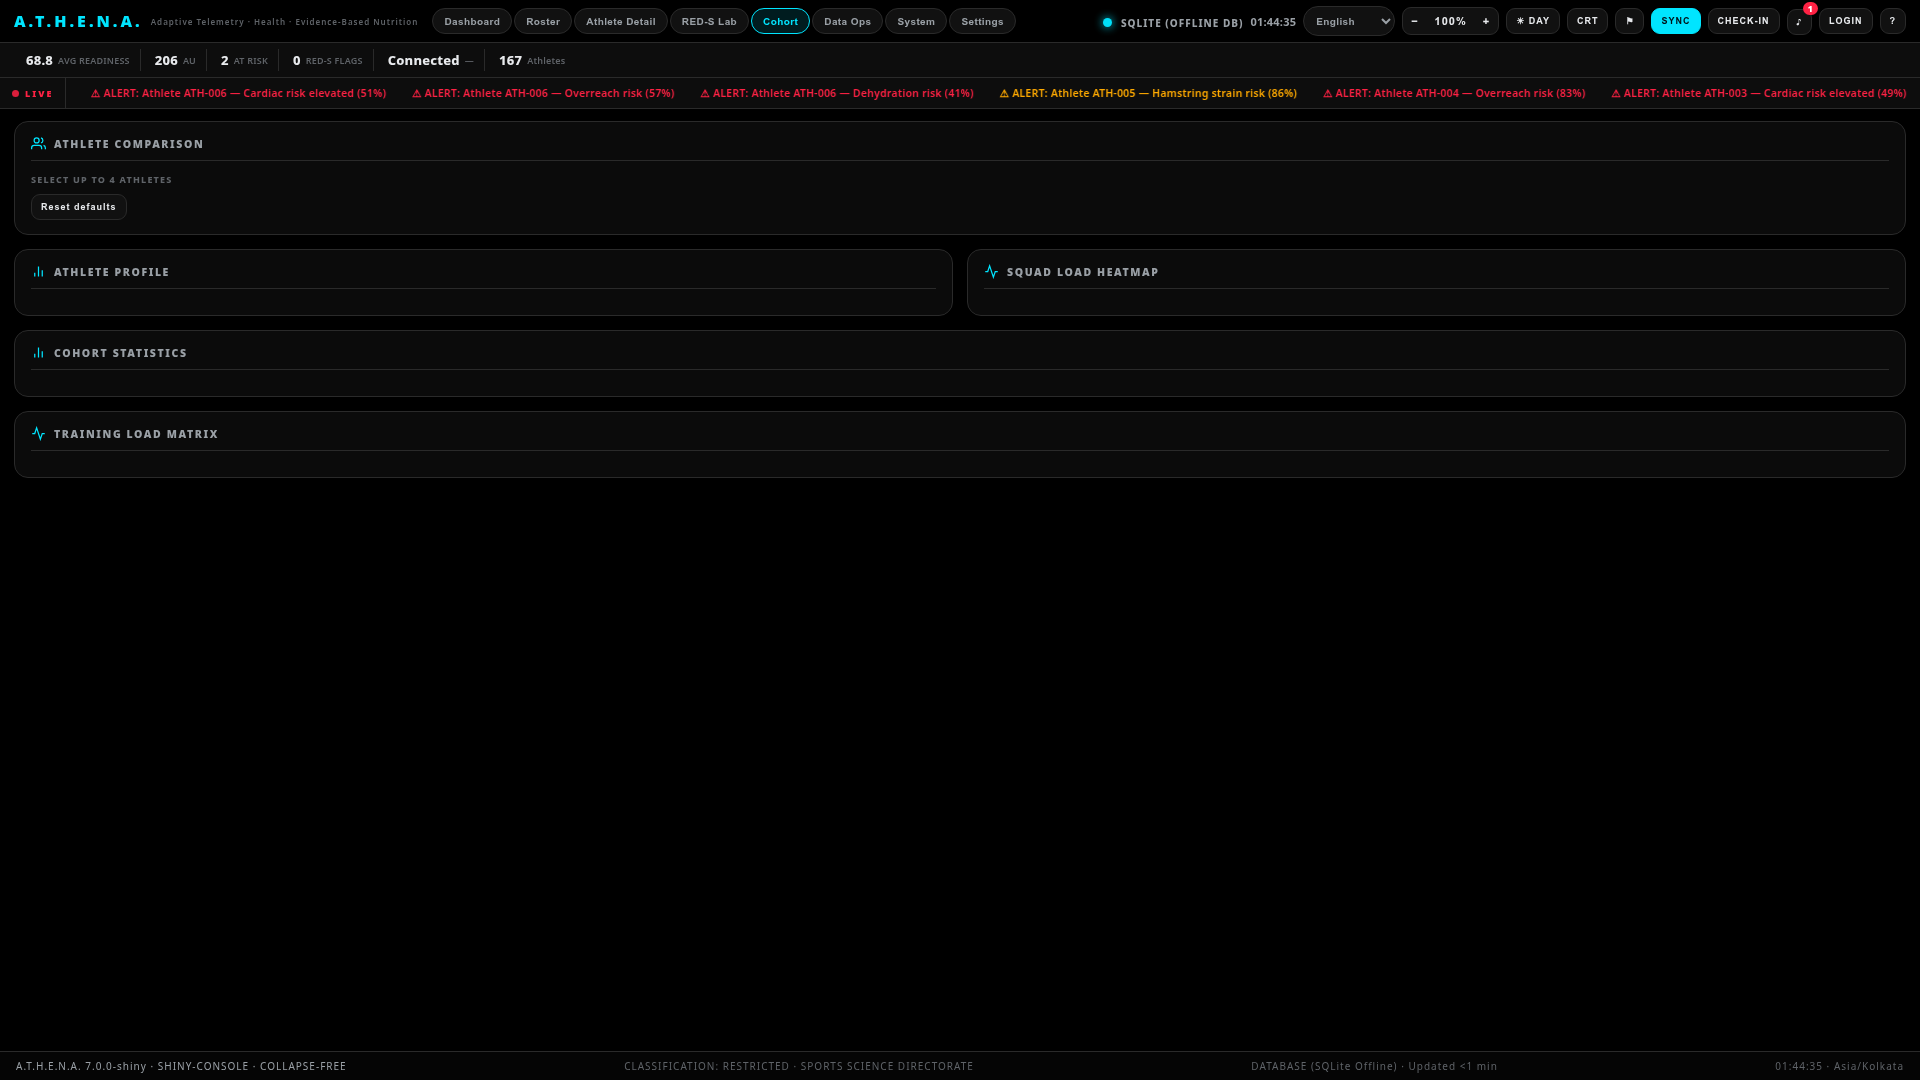 A.T.H.E.N.A. Adaptive Telemetry · Health · Evidence-Based Nutrition Dashboard Roster Athlete Detail RED-S Lab Cohort Data Ops System Settings SQLITE (OFFLINE DB) 01:44:35 English − 100% + ☀ DAY CRT ⚑ SYNC CHECK-IN ♪ 1 LOGIN ?
68.8 AVG READINESS 206 AU 2 AT RISK 0 RED-S FLAGS Connected — 167 Athletes
LIVE ⚠ ALERT: Athlete ATH-006 — Cardiac risk elevated (51%) ⚠ ALERT: Athlete ATH-006 — Overreach risk (57%) ⚠ ALERT: Athlete ATH-006 — Dehydration risk (41%) ⚠ ALERT: Athlete ATH-005 — Hamstring strain risk (86%) ⚠ ALERT: Athlete ATH-004 — Overreach risk (83%) ⚠ ALERT: Athlete ATH-003 — Cardiac risk elevated (49%)
ATHLETE COMPARISON
SELECT UP TO 4 ATHLETES
Reset defaults
ATHLETE PROFILE
SQUAD LOAD HEATMAP
COHORT STATISTICS
TRAINING LOAD MATRIX
A.T.H.E.N.A. 7.0.0-shiny · SHINY-CONSOLE · COLLAPSE-FREE CLASSIFICATION: RESTRICTED · SPORTS SCIENCE DIRECTORATE DATABASE (SQLite Offline) · Updated <1 min 01:44:35 · Asia/Kolkata